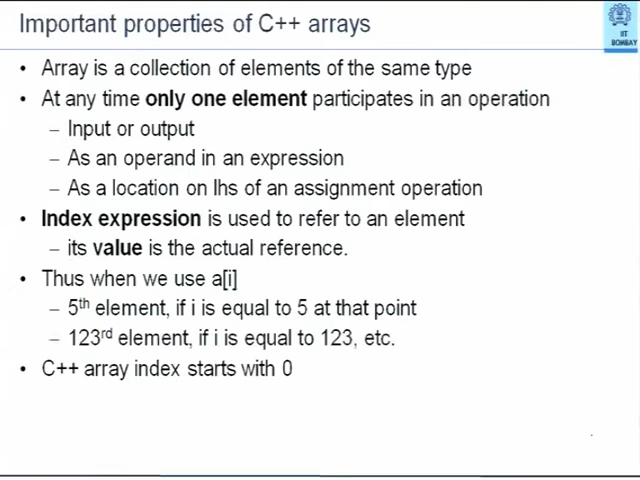 Important properties of C++ arrays
IIT
BOMBAY
• Array is a collection of elements of the same type
• At any time only one element participates in an operation
– Input or output
– As an operand in an expression
– As a location on lhs of an assignment operation
• Index expression is used to refer to an element
– its value is the actual reference.
• Thus when we use a[i]
– 5th element, if i is equal to 5 at that point
– 123rd element, if i is equal to 123, etc.
• C++ array index starts with 0